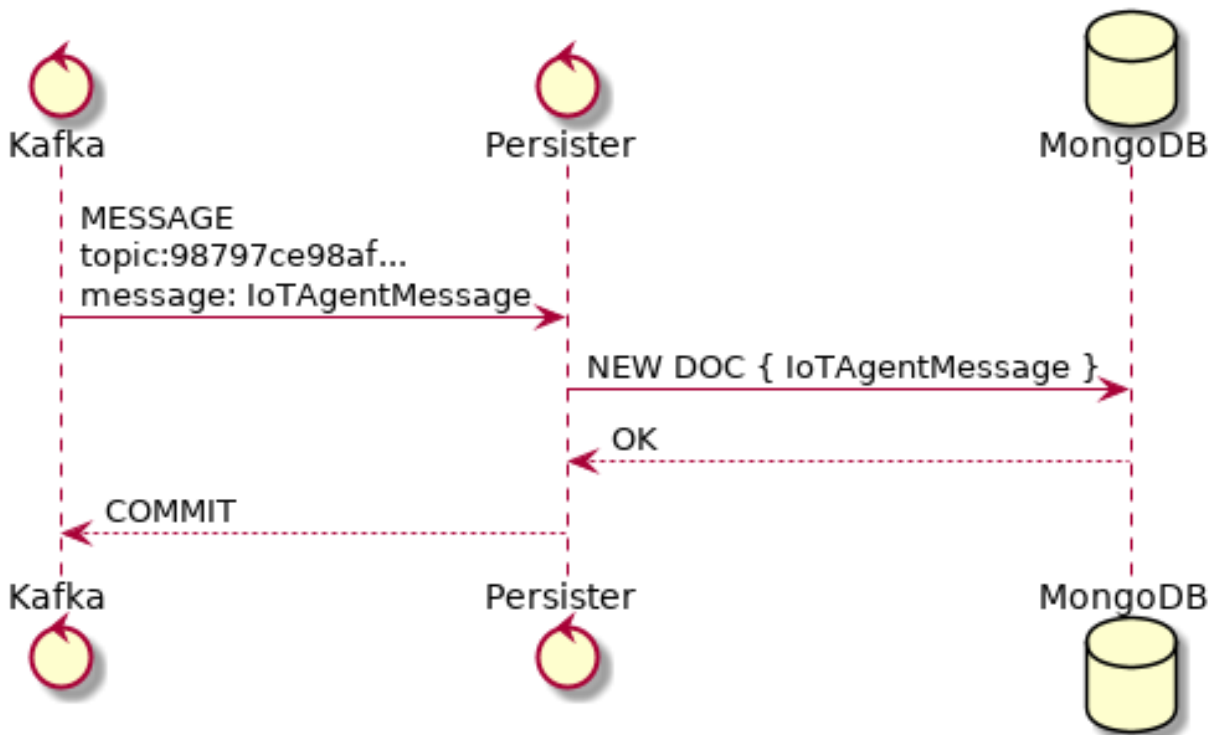 Kafka
Persister
MongoDB
MESSAGE
topic:98797ce98af...
message: IoTAgentMessage
NEW DOC { IoTAgentMessage }
OK
COMMIT
Kafka
Persister
MongoDB